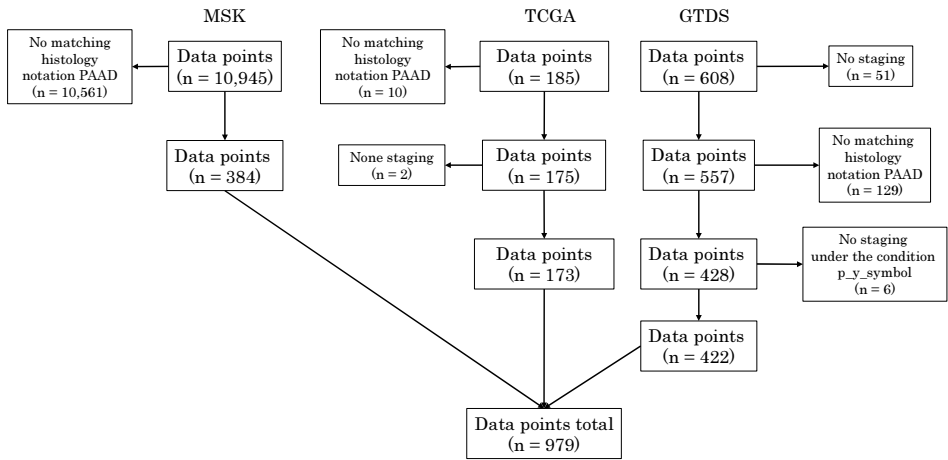 MSK
TCGA
GTDS
No matching
histology
notation PAAD
(n = 10,561)
Data points
(n = 10,945)
No matching
histology
notation PAAD
(n = 10)
Data points
(n = 185)
Data points
(n = 608)
No staging
(n = 51)
Data points
(n = 384)
None staging
(n = 2)
Data points
(n = 175)
Data points
(n = 557)
No matching
histology
notation PAAD
(n = 129)
Data points
(n = 173)
Data points
(n = 428)
No staging
under the condition
p_y_symbol
(n = 6)
Data points
(n = 422)
Data points total
(n = 979)